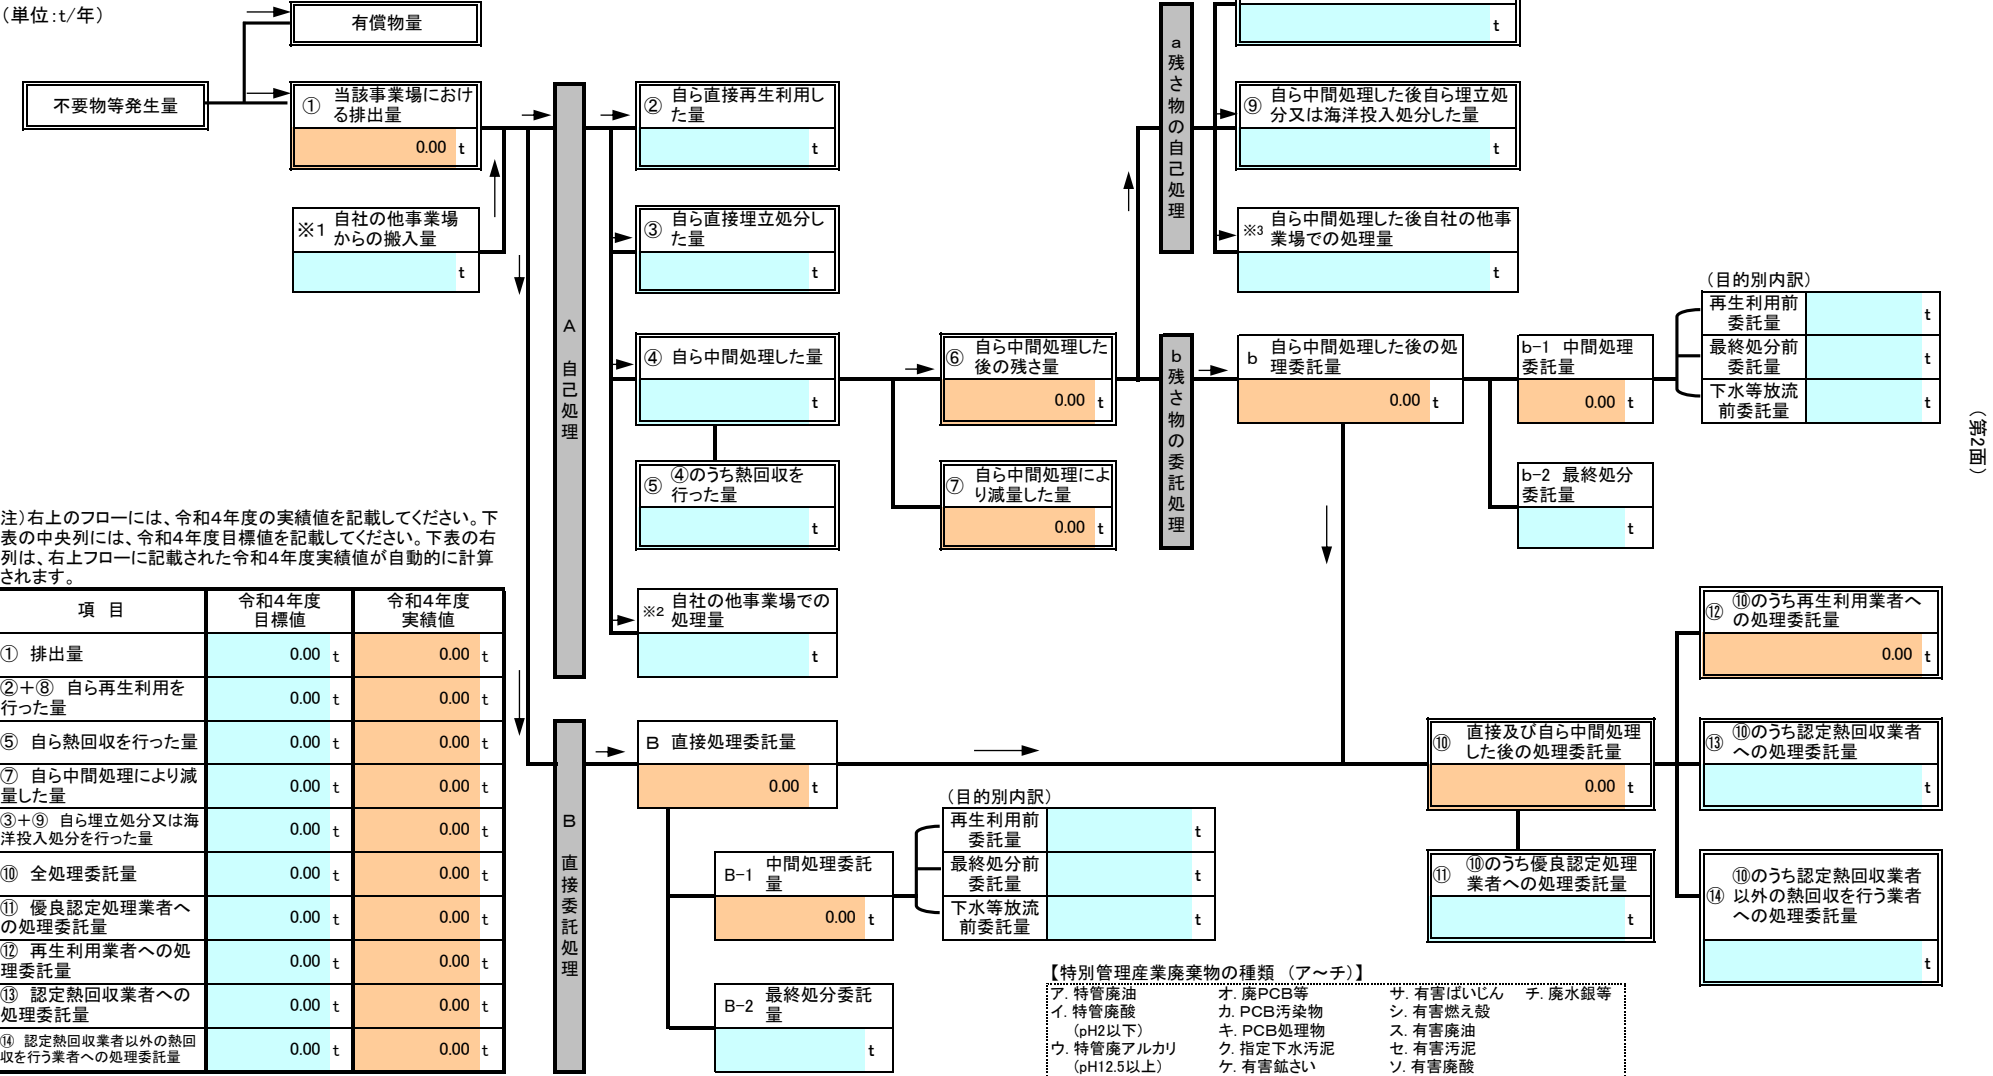 （単位：t/年）
有償物量
不要物等発生量
① 当該事業場におけ
る排出量
0.00 t
※1 自社の他事業場
からの搬入量
t
A 自己処理
② 自ら直接再生利用し
た量
t
③ 自ら直接埋立処分し
た量
t
④ 自ら中間処理した量
t
⑤ ④のうち熱回収を
行った量
t
※2 自社の他事業場での
処理量
t
⑥ 自ら中間処理した
後の残さ量
0.00 t
⑦ 自ら中間処理によ
り減量した量
0.00 t
a残さ物の自己処理
t
⑨ 自ら中間処理した後自ら埋立処
分又は海洋投入処分した量
t
※3 自ら中間処理した後自社の他事
業場での処理量
t
b残さ物の委託処理
b 自ら中間処理した後の処
理委託量
0.00 t
b-1 中間処理
委託量
0.00 t
b-2 最終処分
委託量
t
（目的別内訳）
再生利用前
委託量
t
最終処分前
委託量
t
下水等放流
前委託量
t
（第2面）
注）右上のフローには、令和4年度の実績値を記載してください。下
表の中央列には、令和4年度目標値を記載してください。下表の右
列は、右上フローに記載された令和4年度実績値が自動的に計算
されます。
項 目 令和4年度
目標値 令和4年度
実績値
① 排出量 0.00 t 0.00 t
②＋⑧ 自ら再生利用を
行った量 0.00 t 0.00 t
⑤ 自ら熱回収を行った量 0.00 t 0.00 t
⑦ 自ら中間処理により減
量した量 0.00 t 0.00 t
③＋⑨ 自ら埋立処分又は海
洋投入処分を行った量 0.00 t 0.00 t
⑩ 全処理委託量 0.00 t 0.00 t
⑪ 優良認定処理業者へ
の処理委託量 0.00 t 0.00 t
⑫ 再生利用業者への処
理委託量 0.00 t 0.00 t
⑬ 認定熱回収業者への
処理委託量 0.00 t 0.00 t
⑭ 認定熱回収業者以外の熱回
収を行う業者への処理委託量 0.00 t 0.00 t
B 直接委託処理
B 直接処理委託量
0.00 t
B-1 中間処理委託
量
0.00 t
B-2 最終処分委託
量
t
（目的別内訳）
再生利用前
委託量
t
最終処分前
委託量
t
下水等放流
前委託量
t
⑩ 直接及び自ら中間処理
した後の処理委託量
0.00 t
⑪ ⑩のうち優良認定処理
業者への処理委託量
t
⑫ ⑩のうち再生利用業者へ
の処理委託量
0.00 t
⑬ ⑩のうち認定熱回収業者
への処理委託量
t
⑭ ⑩のうち認定熱回収業者
以外の熱回収を行う業者
への処理委託量
t
【特別管理産業廃棄物の種類 （ア～チ）】
ア. 特管廃油 オ. 廃PCB等 サ. 有害ばいじん チ. 廃水銀等
イ. 特管廃酸 カ. PCB汚染物 シ. 有害燃え殻
（pH2以下） キ. PCB処理物 ス. 有害廃油
ウ. 特管廃アルカリ ク. 指定下水汚泥 セ. 有害汚泥
（pH12.5以上） ケ. 有害鉱さい ソ. 有害廃酸